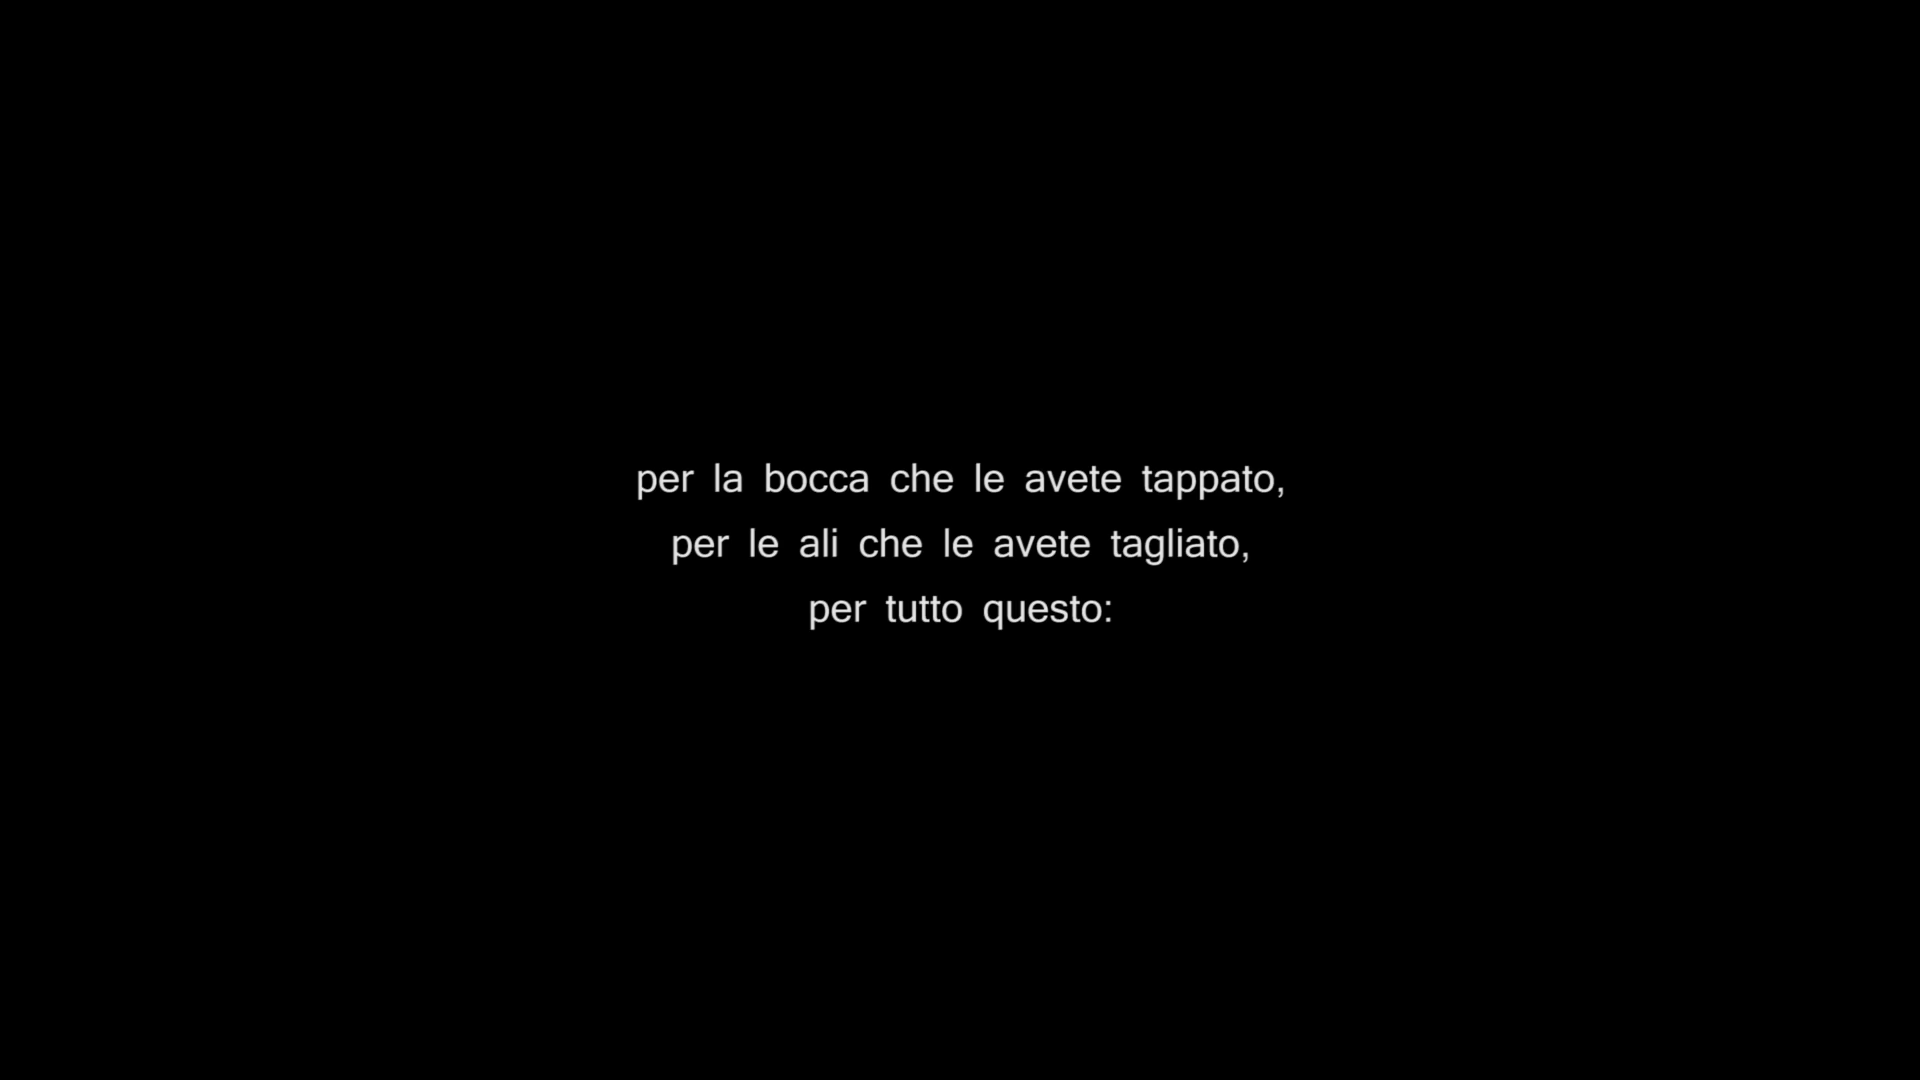 per la bocca che le avete tappato,
per le ali che le avete tagliato,
per tutto questo: